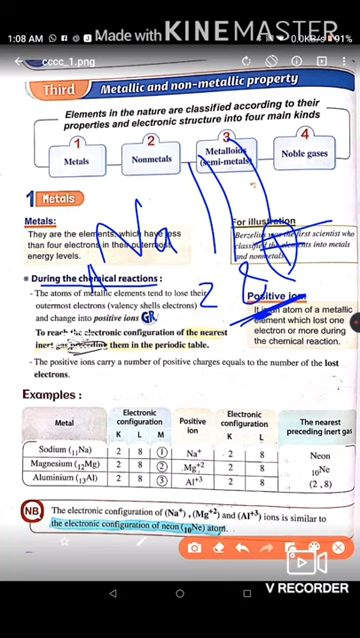 1:08 AM
Made with KINEMASTER
0.0KB/s
91%
cccc_1.png
Third
Metallic and non-metallic property
Elements in the nature are classified according to their
properties and electronic structure into four main kinds
1
Metals
2
Nonmetals
3
Metalloids
(semi-metals)
4
Noble gases
1 Metals
Metals:
They are the elements, which have less
than four electrons in their outermost
energy levels.
For illustration
Berzelius was the first scientist who
classified the elements into metals
and nonmetals
Na
2 8
During the chemical reactions:
- The atoms of metallic elements tend to lose their
outermost electrons (valency shells electrons)
and change into positive ions GR
To reach the electronic configuration of the nearest
inert gas preceding them in the periodic table.
- The positive ions carry a number of positive charges equals to the number of the lost
electrons.
Positive ion:
It is an atom of a metallic
element which lost one
electron or more during
the chemical reaction.
Examples:
Metal
Electronic configuration
K L M
Positive ion
Electronic configuration
K L
The nearest preceding inert gas
Sodium (11Na) 2 8 1 Na+ 2 8 Neon
Magnesium (12Mg) 2 8 2 Mg+2 2 8 10Ne
Aluminium (13Al) 2 8 3 Al+3 2 8 (2 , 8)
NB
The electronic configuration of (Na+) , (Mg+2) and (Al+3) ions is similar to
the electronic configuration of neon (10Ne) atom.
V RECORDER